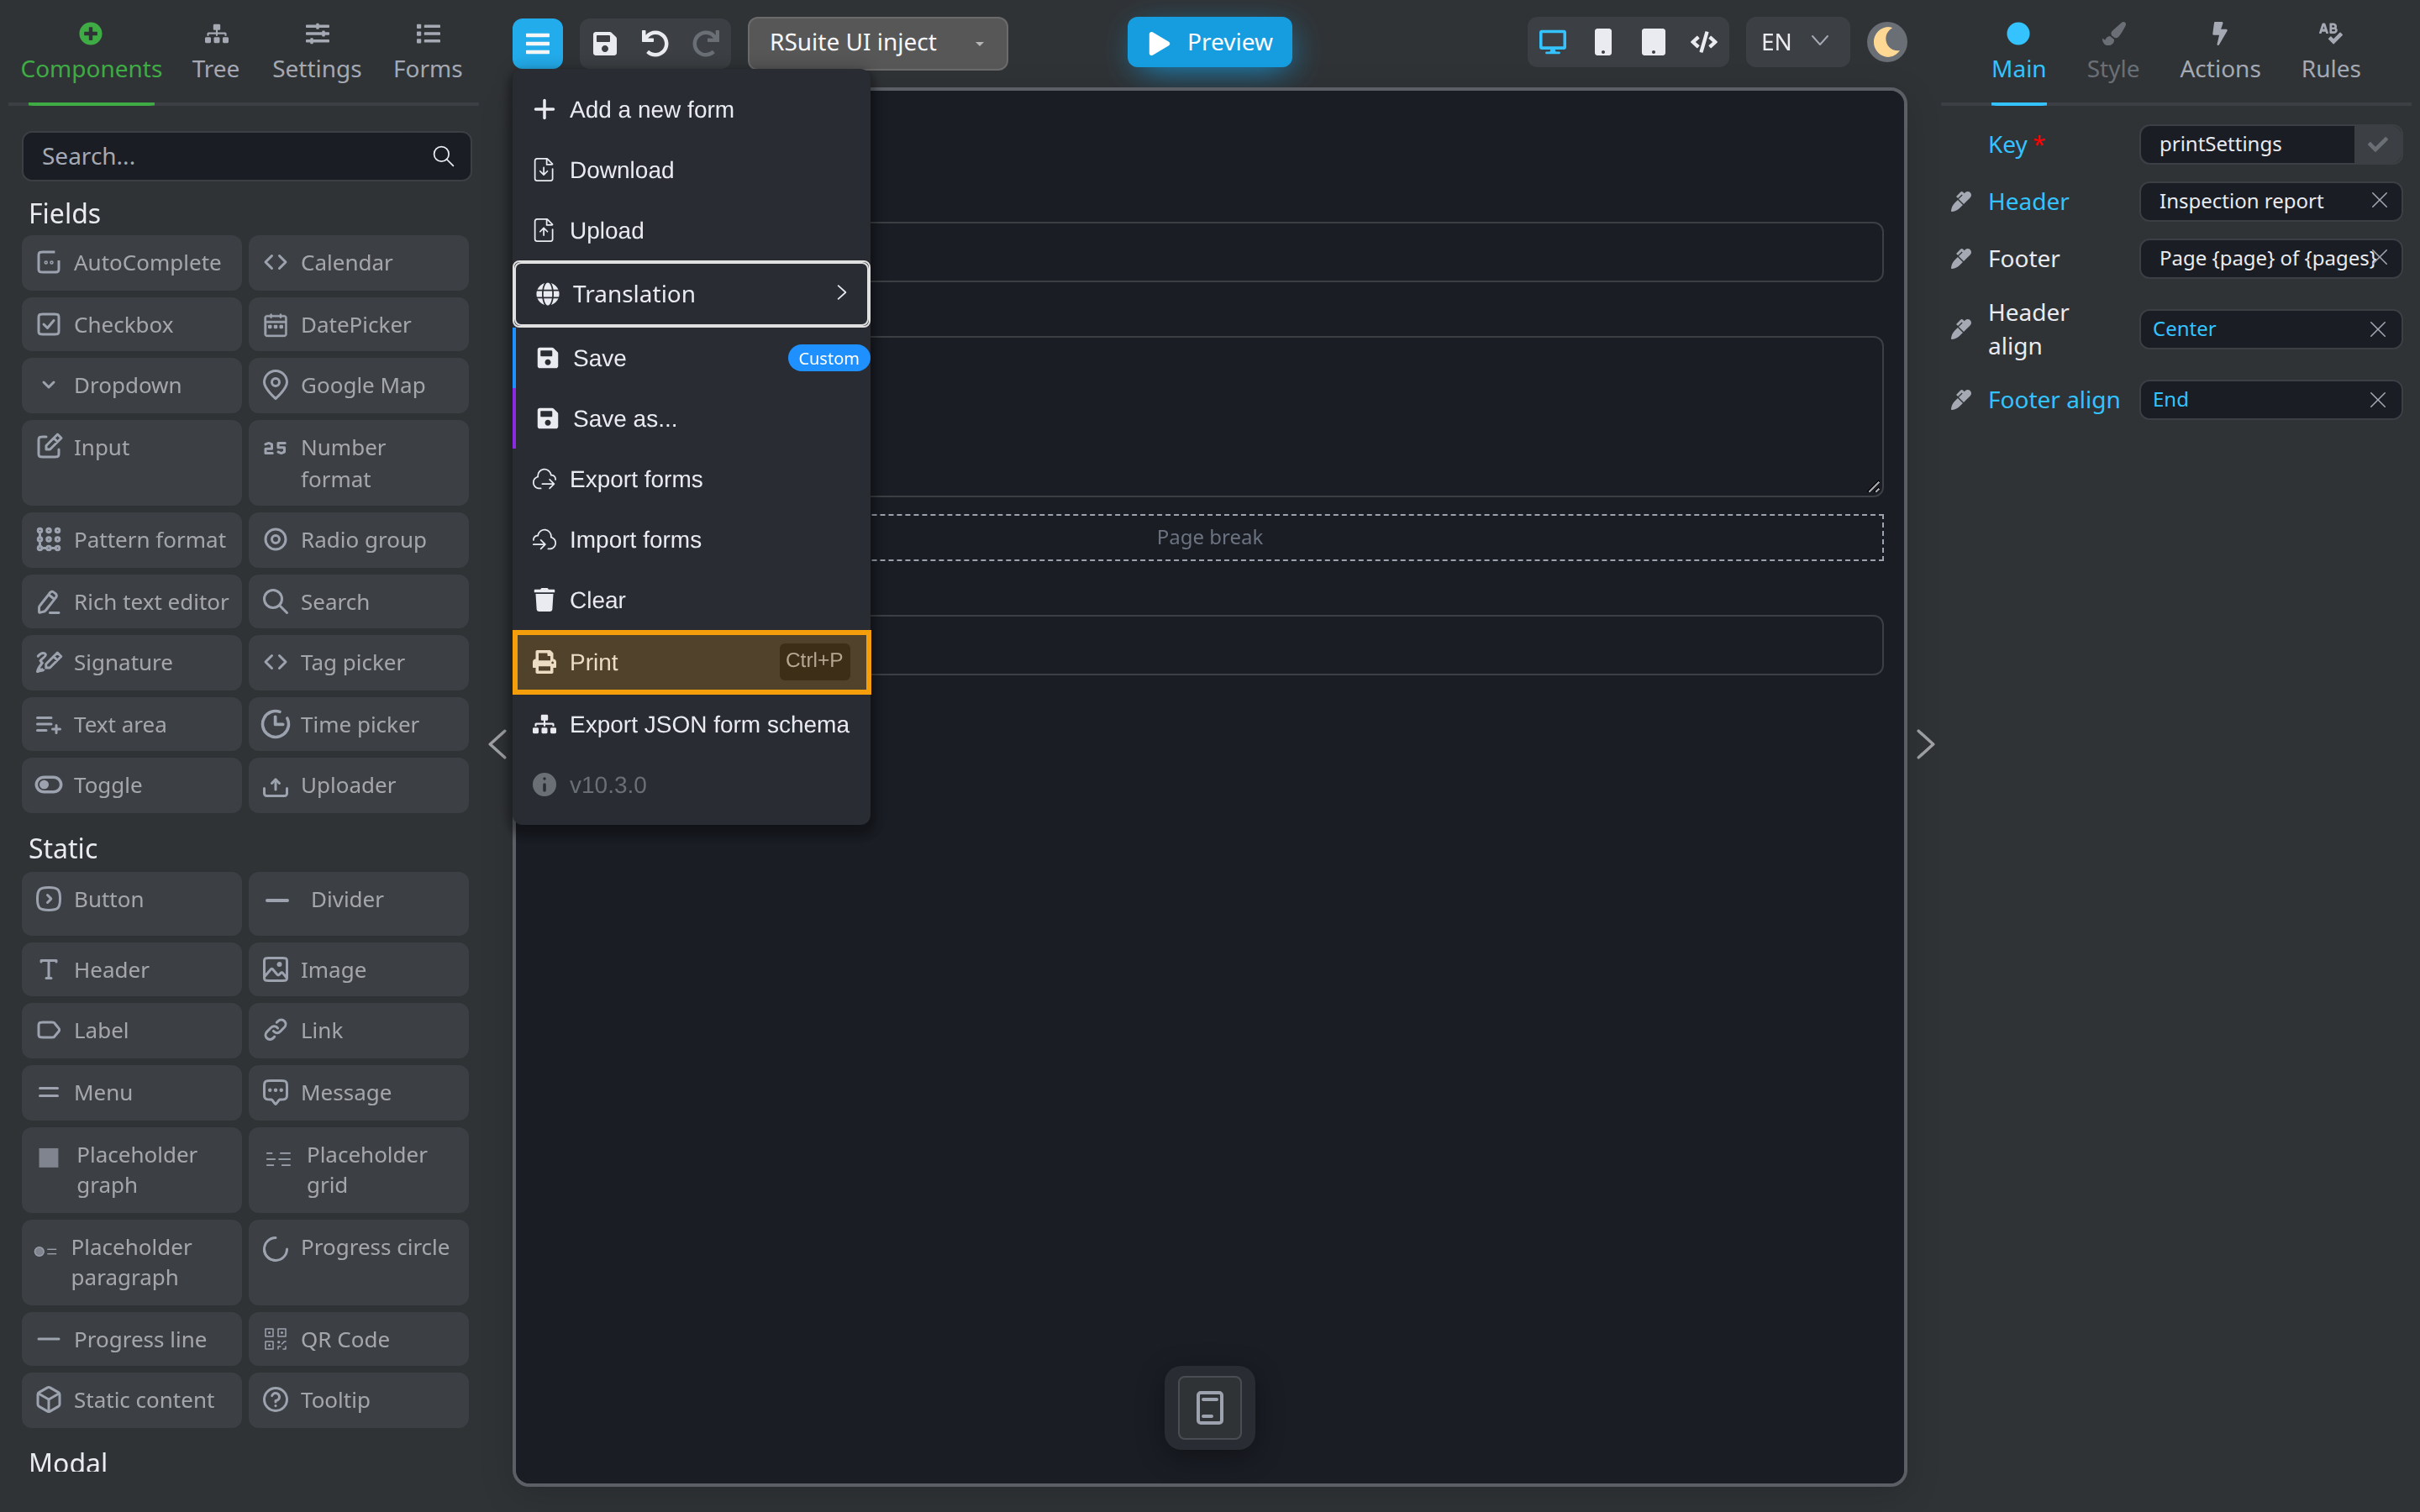 Components
Tree
Settings
Forms
RSuite UI inject
Preview
EN
Main
Style
Actions
AB
Rules
Search...
Fields
AutoComplete
Calendar
Checkbox
DatePicker
Dropdown
Google Map
Input
25
Number
format
Pattern format
Radio group
Rich text editor
Search
Signature
Tag picker
Text area
Time picker
Toggle
Uploader
Static
Button
Divider
Header
Image
Label
Link
Menu
Message
Placeholder
graph
Placeholder
grid
Placeholder
paragraph
Progress circle
Progress line
QR Code
Static content
Tooltip
Modal
Add a new form
Download
Upload
Translation
Save
Custom
Save as...
Export forms
Import forms
Clear
Print
Ctrl+P
Export JSON form schema
v10.3.0
Page break
Key *
printSettings
Header
Inspection report
Footer
Page {page} of {pages}
Header
align
Center
Footer align
End